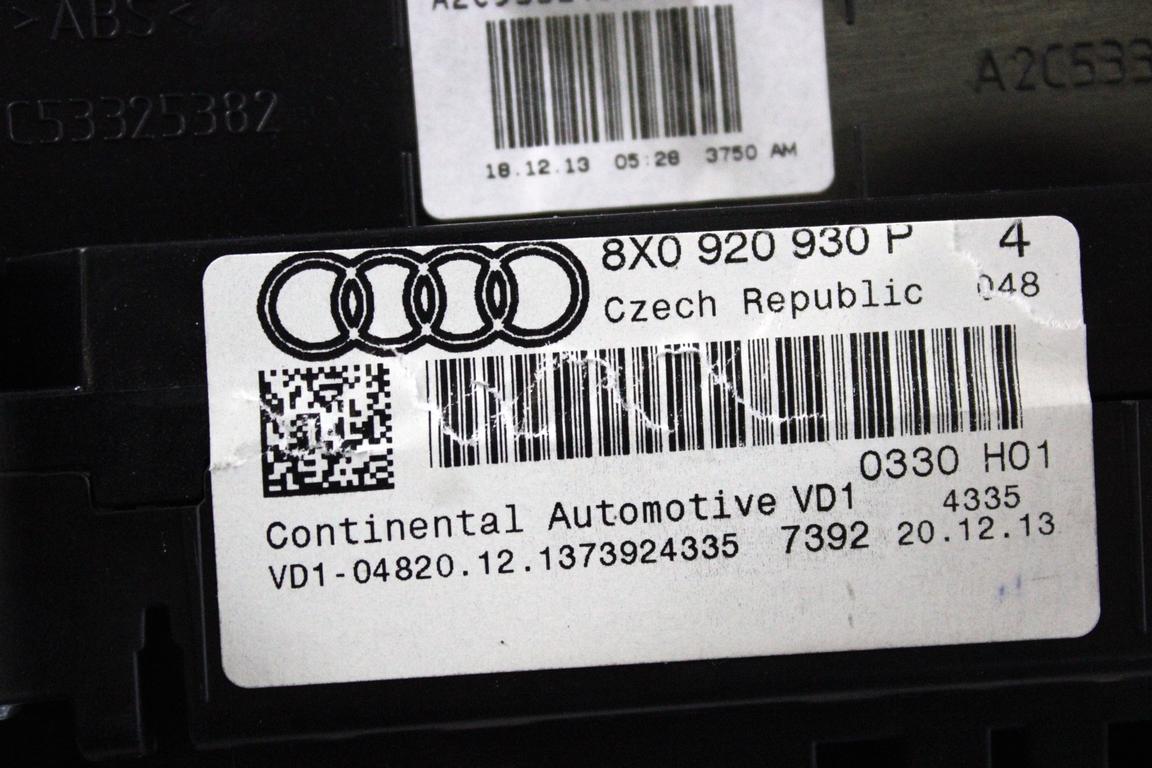 >ABS<
C53325382
A2C533
18.12.13 05:28 3750 AM
8X0 920 930 P 4
Czech Republic 048
0330 H01
Continental Automotive VD1 4335
VD1-04820.12.1373924335 7392 20.12.13